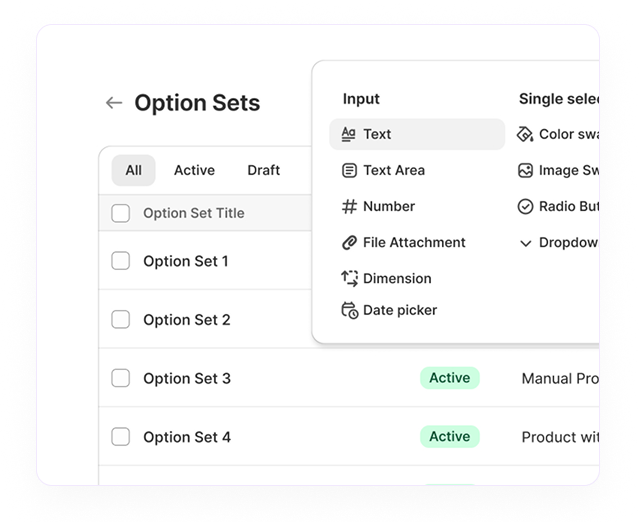 Option Sets
All Active Draft
Option Set Title
Option Set 1
Option Set 2
Option Set 3 Active Manual Pro
Option Set 4 Active Product wit
Input
Text
Text Area
Number
File Attachment
Dimension
Date picker
Single selec
Color swa
Image Sw
Radio But
Dropdow